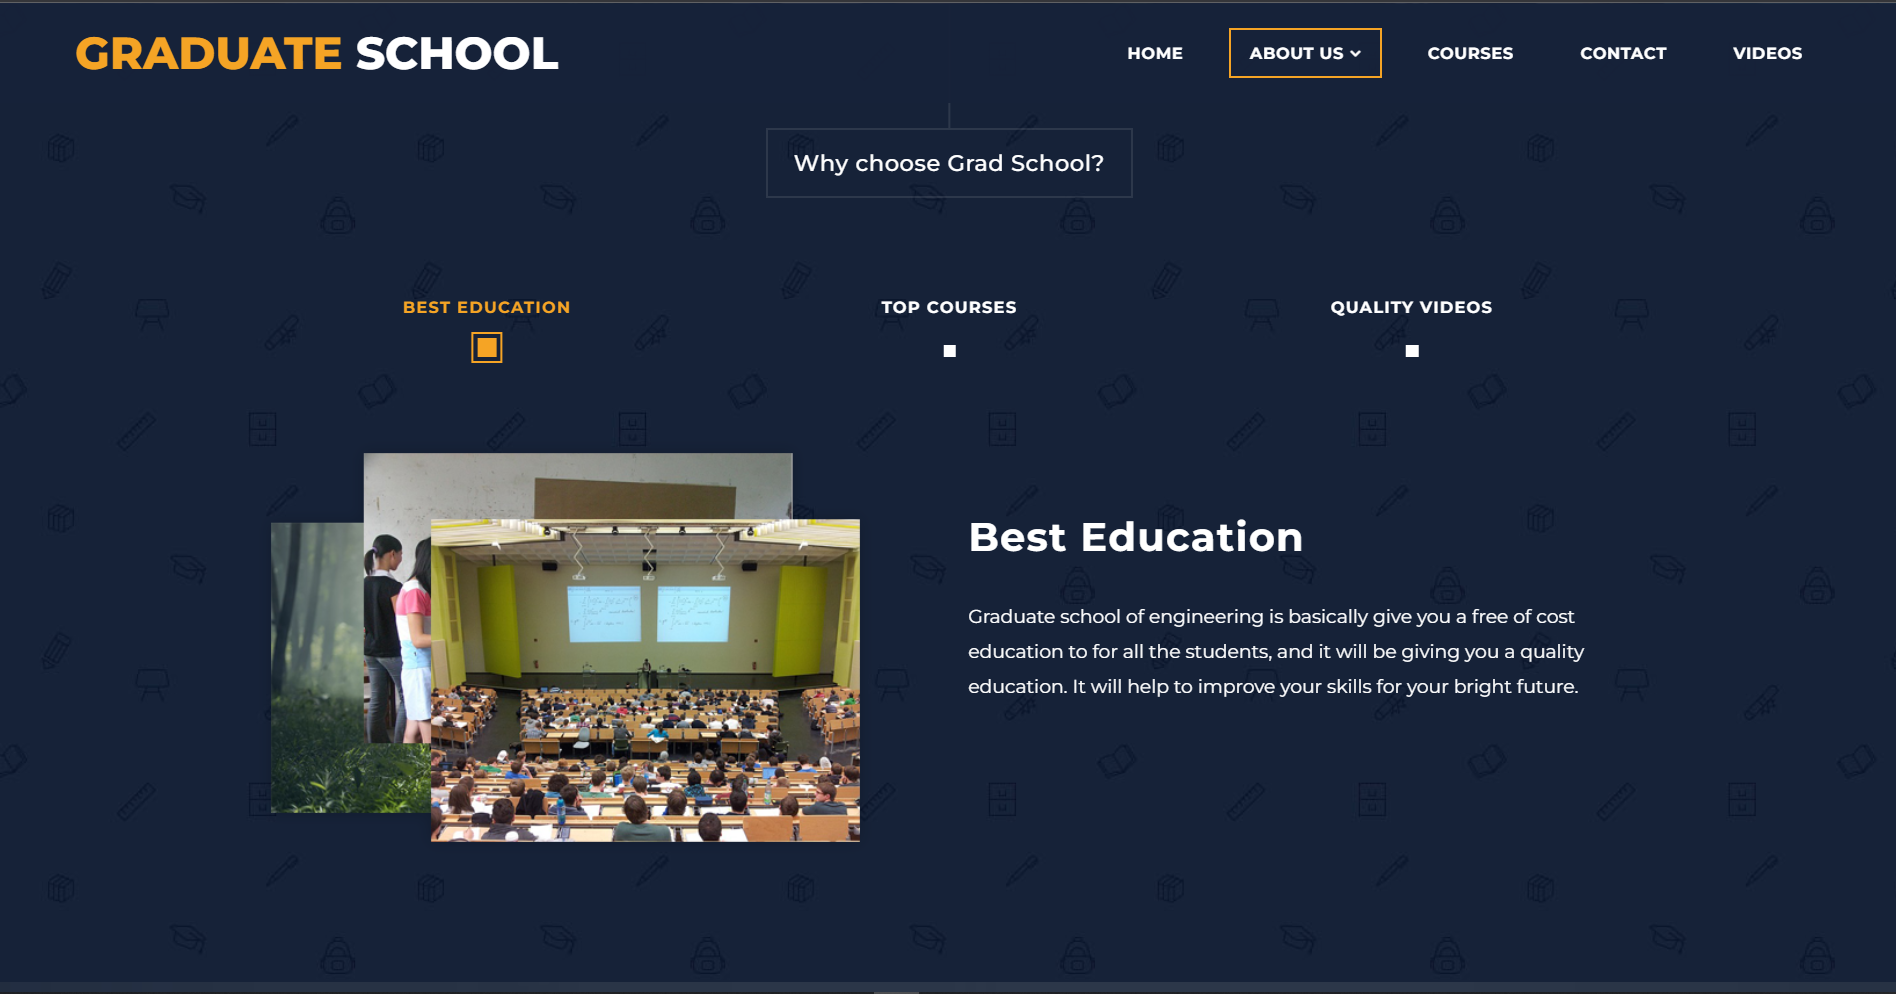 GRADUATE SCHOOL
HOME
ABOUT US
COURSES
CONTACT
VIDEOS
Why choose Grad School?
BEST EDUCATION
TOP COURSES
QUALITY VIDEOS
Best Education
Graduate school of engineering is basically give you a free of cost
education to for all the students, and it will be giving you a quality
education. It will help to improve your skills for your bright future.